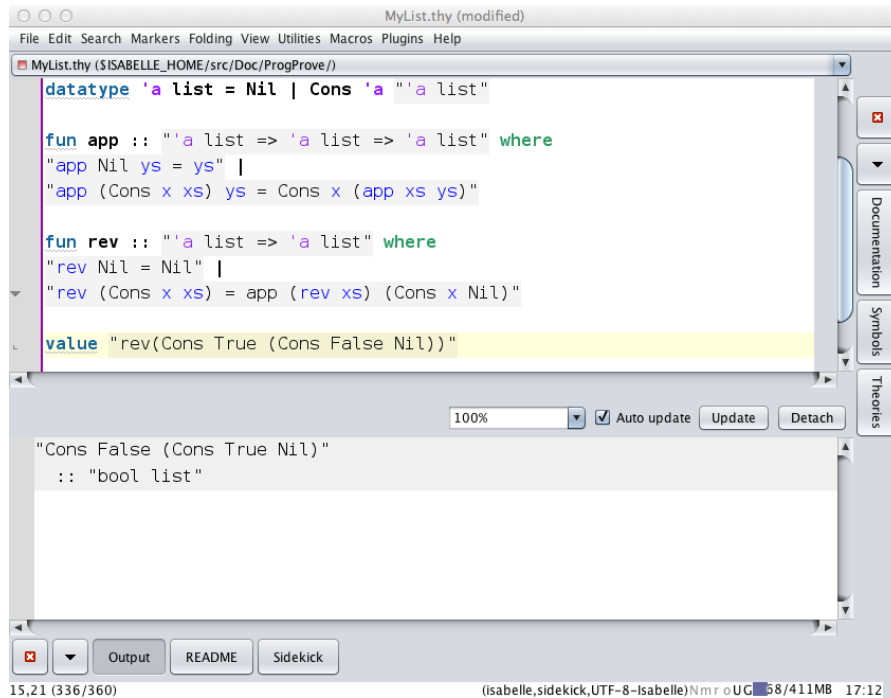 MyList.thy (modified)
File Edit Search Markers Folding View Utilities Macros Plugins Help
MyList.thy ($ISABELLE_HOME/src/Doc/ProgProve/)
datatype 'a list = Nil | Cons 'a "'a list"
fun app :: "'a list => 'a list => 'a list" where
"app Nil ys = ys" |
"app (Cons x xs) ys = Cons x (app xs ys)"
fun rev :: "'a list => 'a list" where
"rev Nil = Nil" |
"rev (Cons x xs) = app (rev xs) (Cons x Nil)"
value "rev(Cons True (Cons False Nil))"
Documentation
Symbols
Theories
100%
Auto update
Update
Detach
"Cons False (Cons True Nil)"
:: "bool list"
Output
README
Sidekick
15,21 (336/360)
(isabelle,sidekick,UTF-8-Isabelle)Nmr o UG 68/411MB 17:12